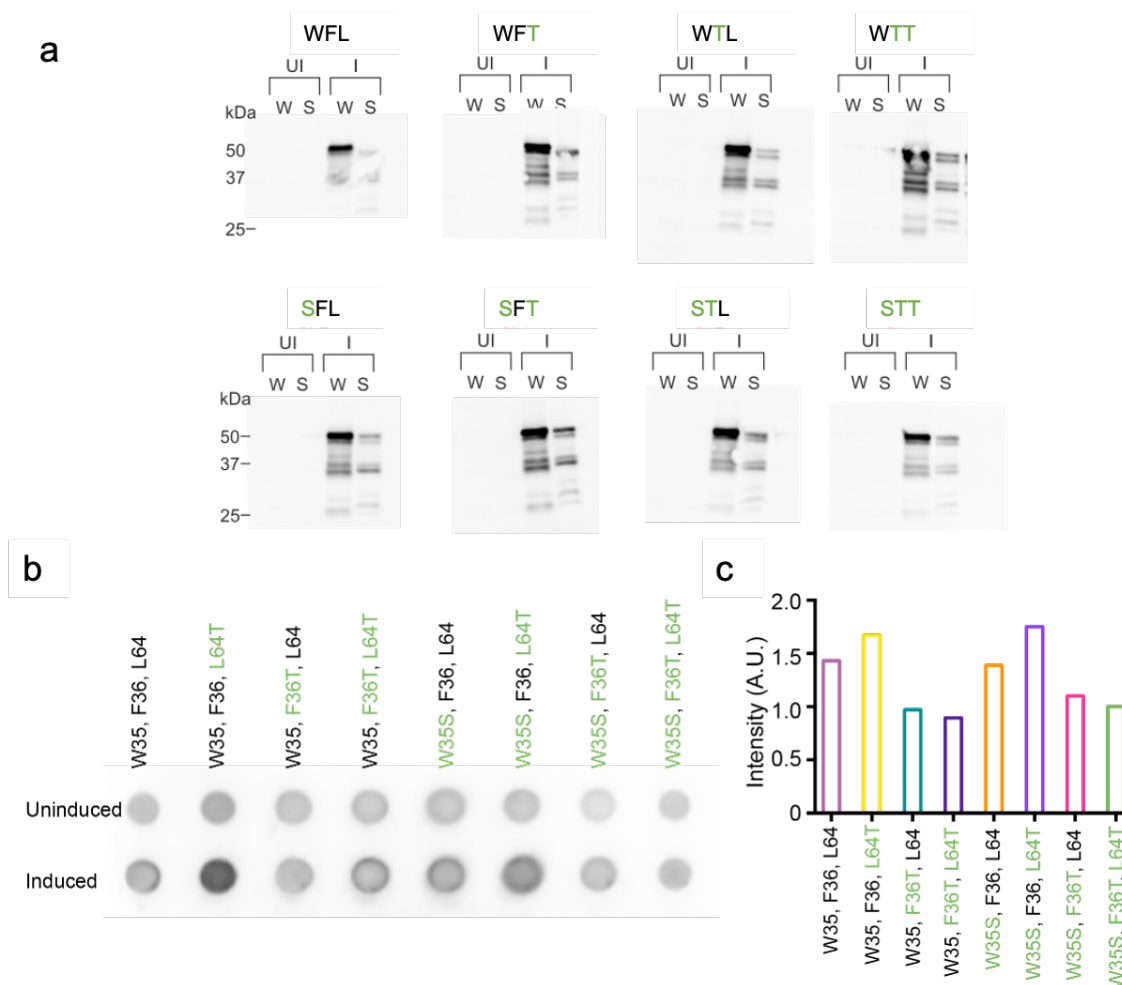 a
WFL WFT WTL WTT
UI I UI I UI I UI I
W S W S W S W S W S W S W S W S
kDa
50
37
25
SFL SFT STL STT
UI I UI I UI I UI I
W S W S W S W S W S W S W S W S
kDa
50
37
25
b
W35, F36, L64
W35, F36, L64T
W35, F36T, L64
W35, F36T, L64T
W35S, F36, L64
W35S, F36, L64T
W35S, F36T, L64
W35S, F36T, L64T
Uninduced
Induced
c
Intensity (A.U.)
2.0
1.5
1.0
0.5
0
W35, F36, L64
W35, F36, L64T
W35, F36T, L64
W35, F36T, L64T
W35S, F36, L64
W35S, F36, L64T
W35S, F36T, L64
W35S, F36T, L64T